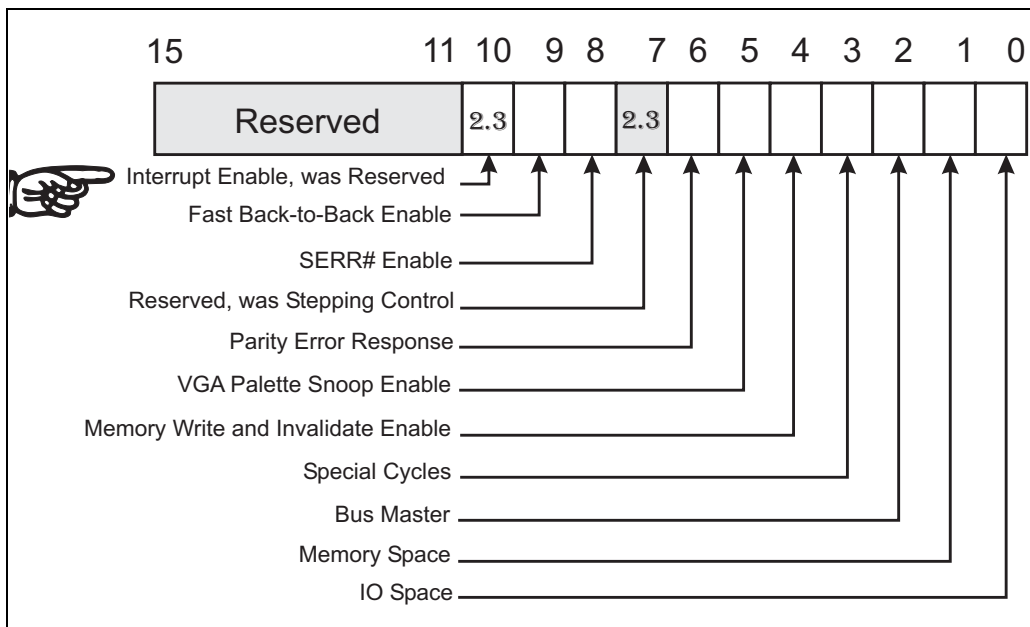 15 11 10 9 8 7 6 5 4 3 2 1 0
Reserved 2.3 2.3
Interrupt Enable, was Reserved
Fast Back-to-Back Enable
SERR# Enable
Reserved, was Stepping Control
Parity Error Response
VGA Palette Snoop Enable
Memory Write and Invalidate Enable
Special Cycles
Bus Master
Memory Space
IO Space